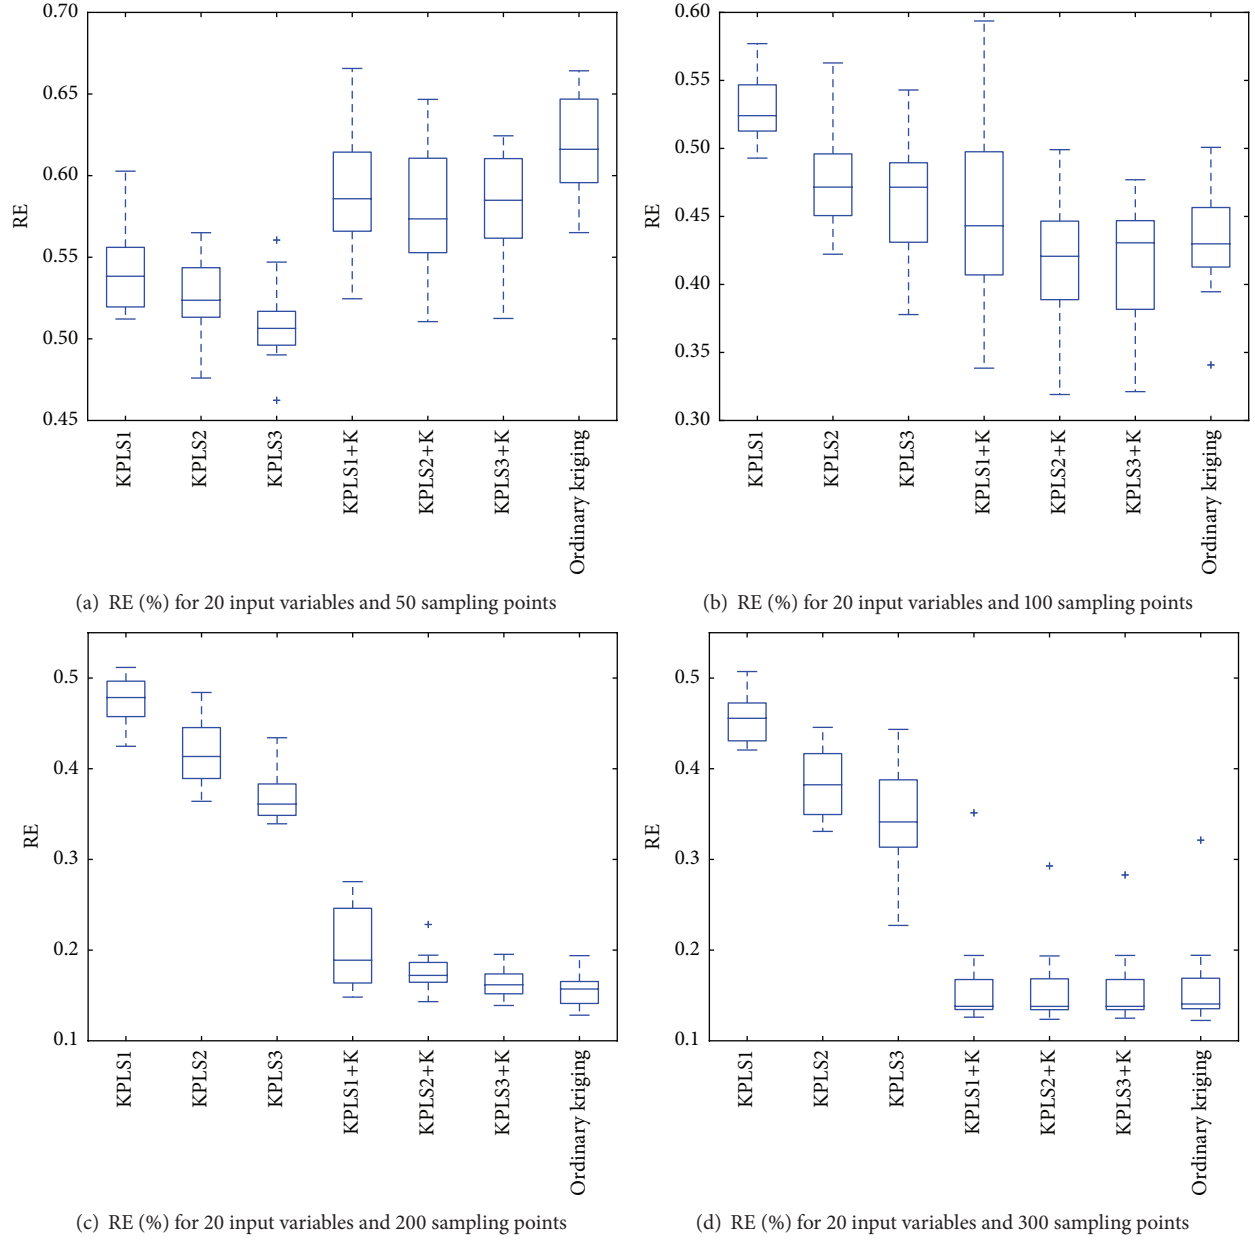 0.70
0.65
0.60
0.55
0.50
0.45
RE
KPLS1
KPLS2
KPLS3
KPLS1+K
KPLS2+K
KPLS3+K
Ordinary kriging
(a) RE (%) for 20 input variables and 50 sampling points
0.60
0.55
0.50
0.45
0.40
0.35
0.30
RE
KPLS1
KPLS2
KPLS3
KPLS1+K
KPLS2+K
KPLS3+K
Ordinary kriging
(b) RE (%) for 20 input variables and 100 sampling points
0.5
0.4
0.3
0.2
0.1
RE
KPLS1
KPLS2
KPLS3
KPLS1+K
KPLS2+K
KPLS3+K
Ordinary kriging
(c) RE (%) for 20 input variables and 200 sampling points
0.5
0.4
0.3
0.2
0.1
RE
KPLS1
KPLS2
KPLS3
KPLS1+K
KPLS2+K
KPLS3+K
Ordinary kriging
(d) RE (%) for 20 input variables and 300 sampling points